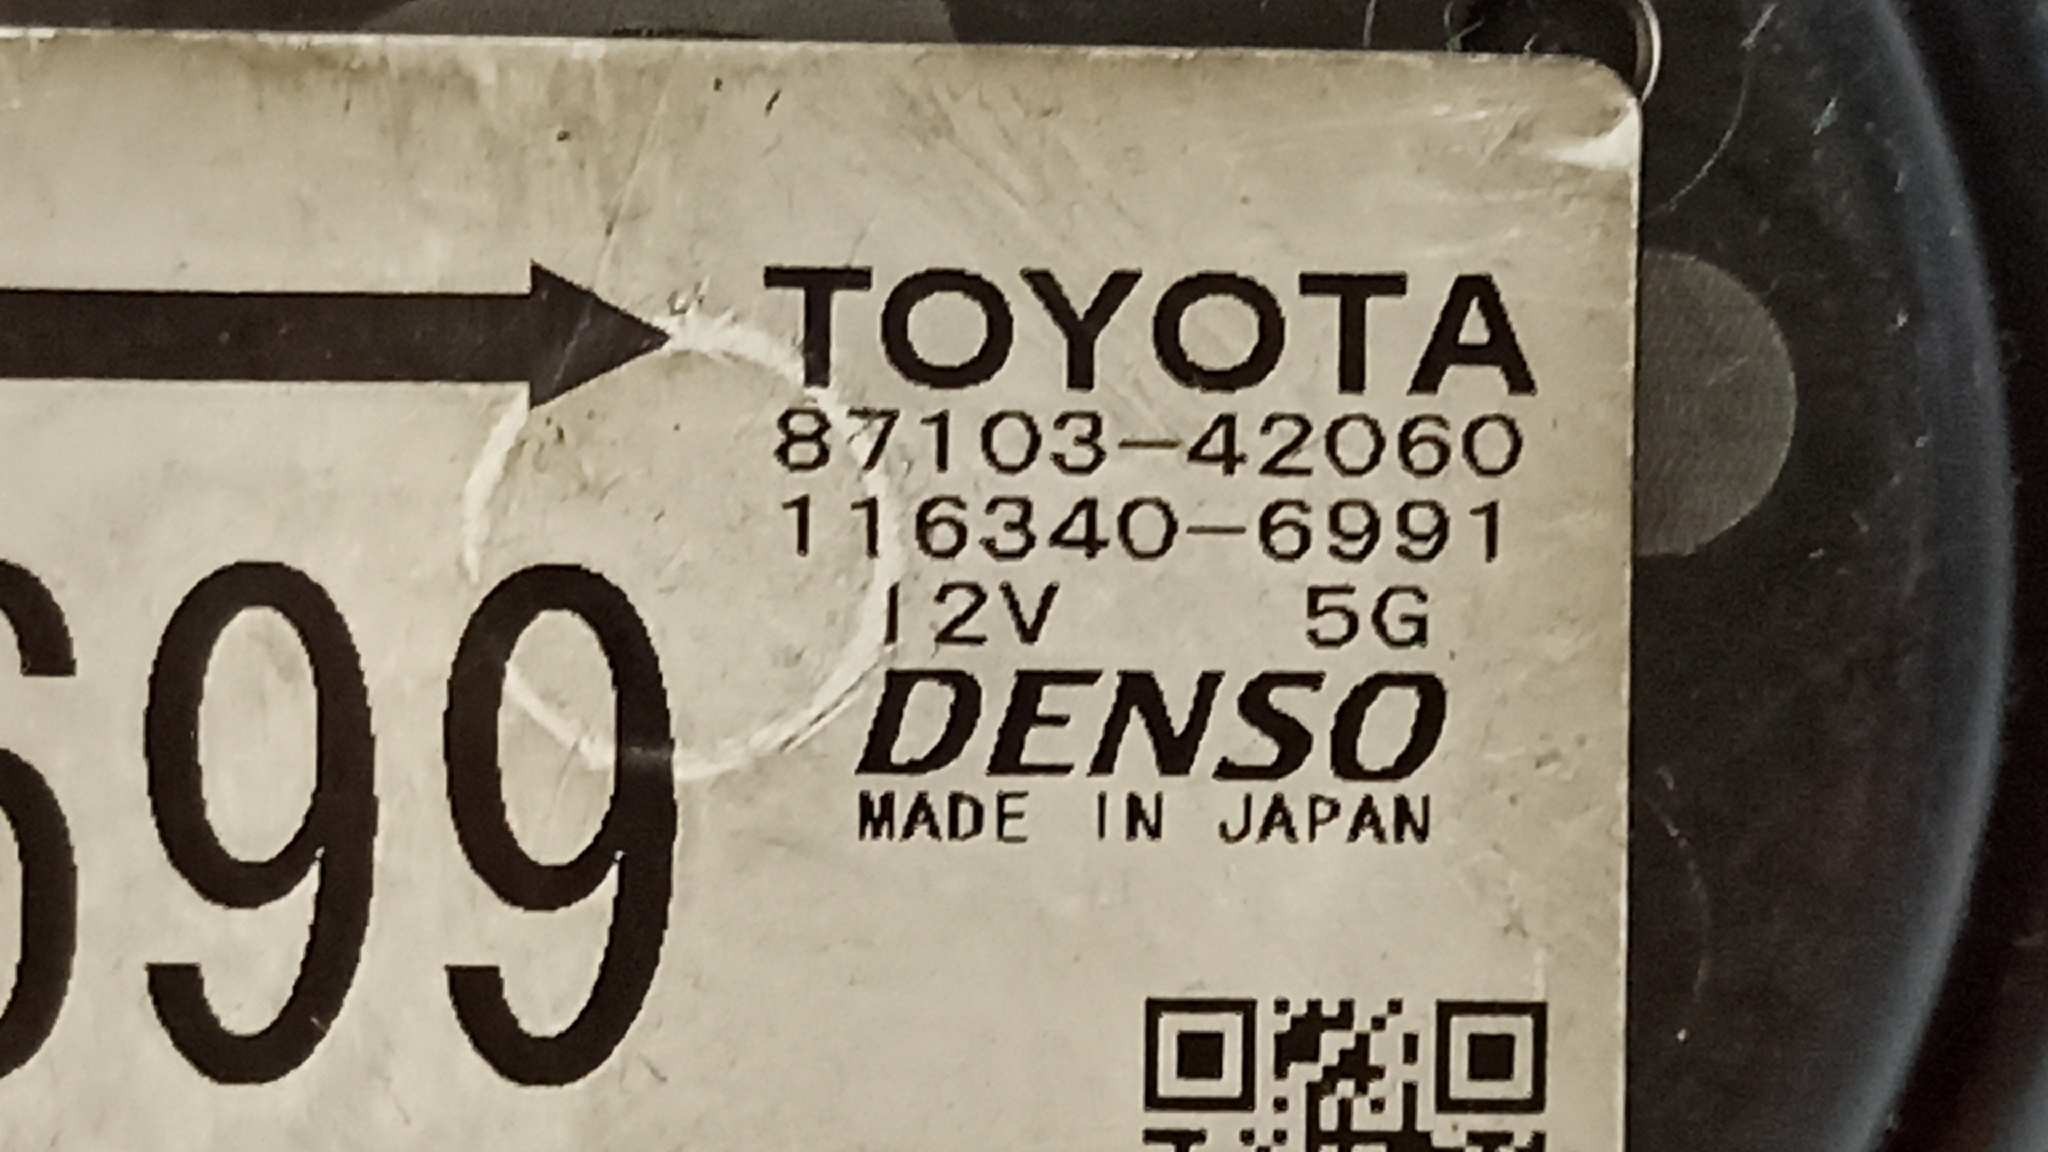 TOYOTA
87103-42060
116340-6991
12V 5G
DENSO
MADE IN JAPAN
699